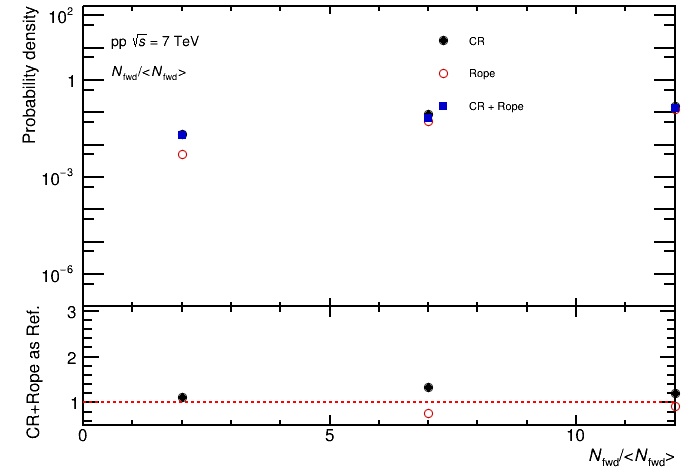 Probability density
10²
1
10⁻³
10⁻⁶
pp √s = 7 TeV
N_fwd/<N_fwd>
CR
Rope
CR + Rope
CR+Rope as Ref.
3
2
1
0 5 10
N_fwd/<N_fwd>